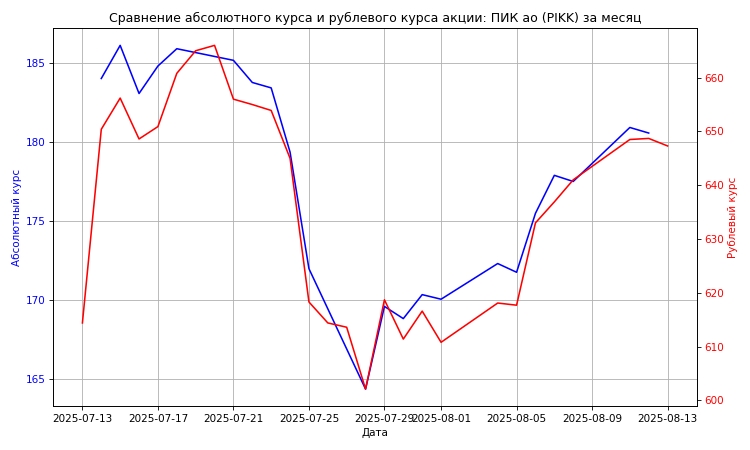 Сравнение абсолютного курса и рублевого курса акции: ПИК ао (PIKK) за месяц
185
180
175
170
165
Абсолютный курс
660
650
640
630
620
610
600
Рублевый курс
2025-07-13 2025-07-17 2025-07-21 2025-07-25 2025-07-29 2025-08-01 2025-08-05 2025-08-09 2025-08-13
Дата